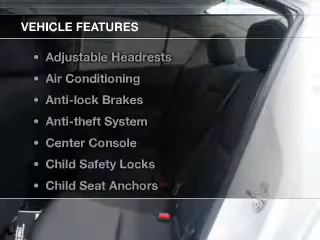 VEHICLE FEATURES
• Adjustable Headrests
• Air Conditioning
• Anti-lock Brakes
• Anti-theft System
• Center Console
• Child Safety Locks
• Child Seat Anchors